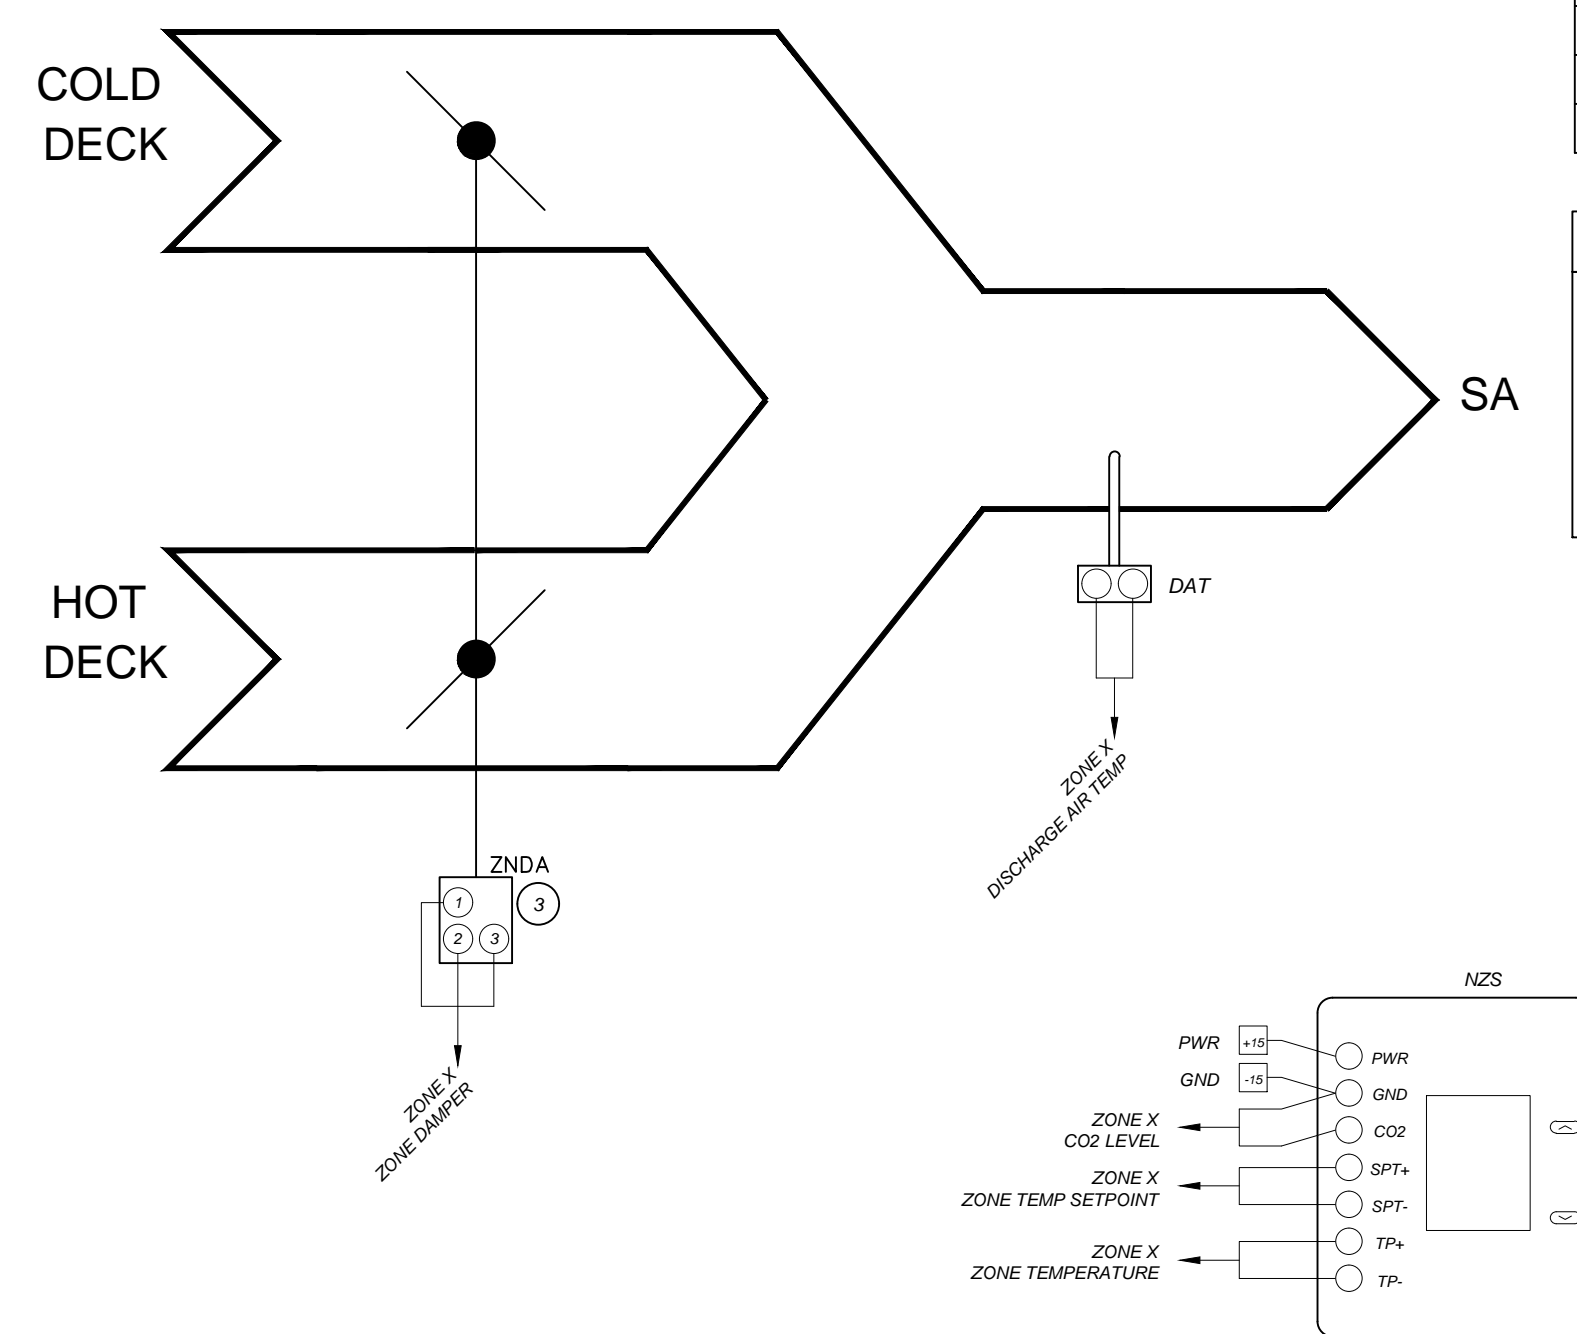 COLD
DECK
SA
HOT
DECK
DAT
ZONE X
DISCHARGE AIR TEMP
ZNDA
1
3
2
3
ZONE X
ZONE DAMPER
NZS
PWR
+15
PWR
GND
-15
GND
ZONE X
CO2 LEVEL
CO2
ZONE X
ZONE TEMP SETPOINT
SPT+
SPT-
ZONE X
ZONE TEMPERATURE
TP+
TP-